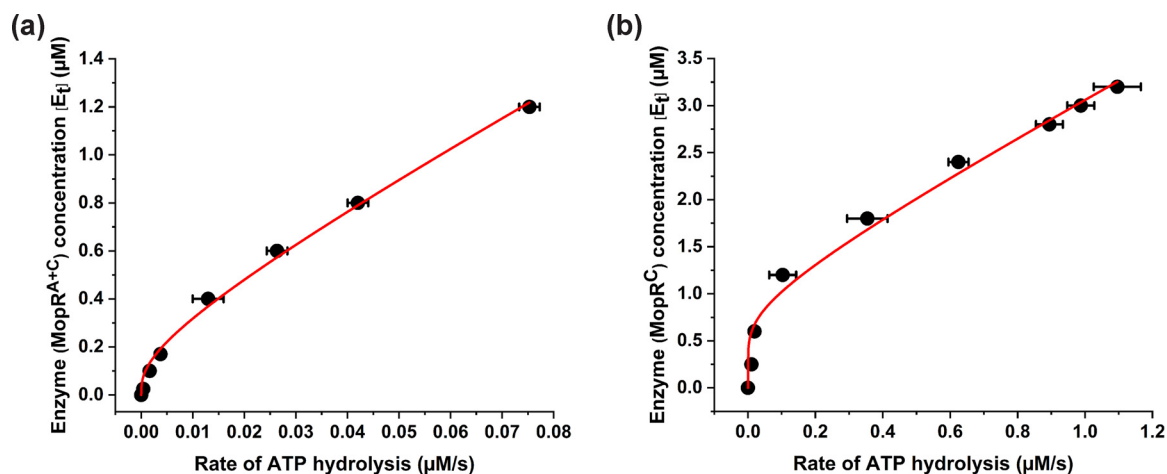 (a)
Enzyme (MopR^A+C) concentration [E_t] (µM)
1.4
1.2
1.0
0.8
0.6
0.4
0.2
0.0
0.00 0.01 0.02 0.03 0.04 0.05 0.06 0.07 0.08
Rate of ATP hydrolysis (µM/s)
(b)
Enzyme (MopR^C) concentration [E_t] (µM)
3.5
3.0
2.5
2.0
1.5
1.0
0.5
0.0
0.0 0.2 0.4 0.6 0.8 1.0 1.2
Rate of ATP hydrolysis (µM/s)